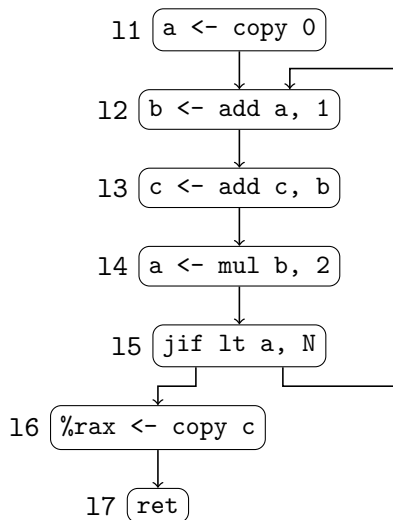 l1 a <- copy 0
l2 b <- add a, 1
l3 c <- add c, b
l4 a <- mul b, 2
l5 jif lt a, N
l6 %rax <- copy c
l7 ret